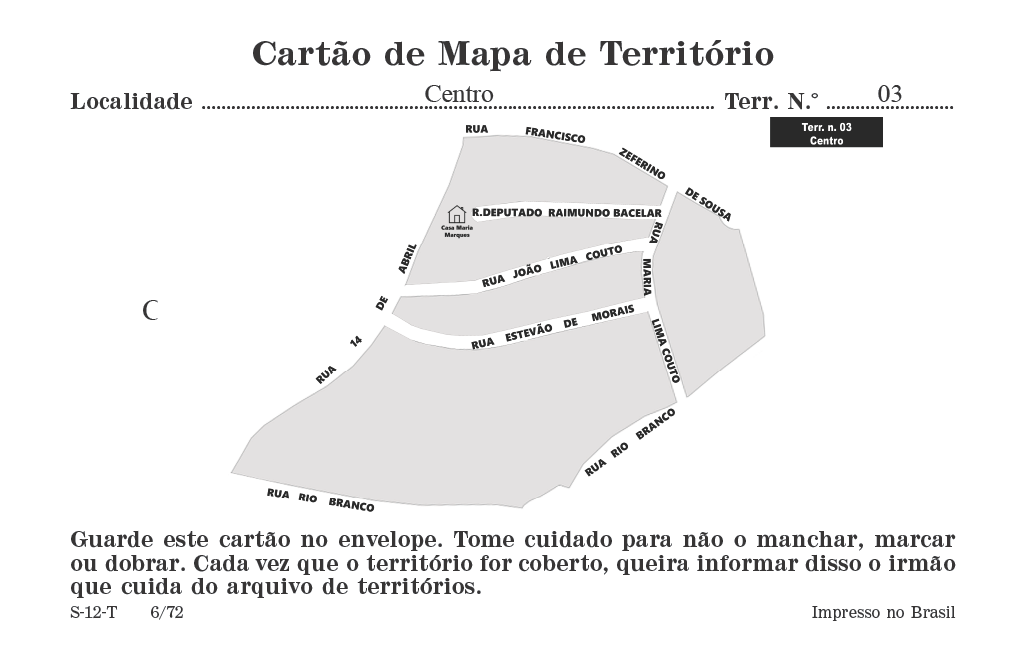 Cartão de Mapa de Território
Localidade Centro Terr. N.° 03
Terr. n. 03
Centro
RUA FRANCISCO ZEFERINO DE SOUSA
R.DEPUTADO RAIMUNDO BACELAR
Casa Maria
Marques
RUA JOÃO LIMA COUTO
RUA MARIA LIMA COUTO
RUA 14 DE ABRIL
C
RUA ESTEVÃO DE MORAIS
RUA RIO BRANCO
RUA RIO BRANCO
Guarde este cartão no envelope. Tome cuidado para não o manchar, marcar
ou dobrar. Cada vez que o território for coberto, queira informar disso o irmão
que cuida do arquivo de territórios.
S-12-T 6/72 Impresso no Brasil